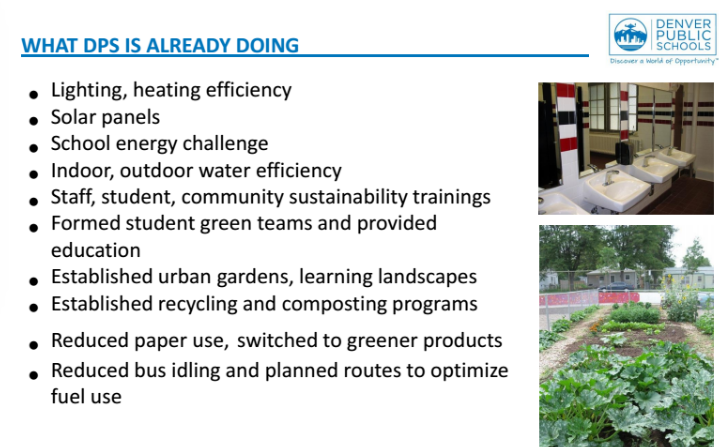 DENVER
PUBLIC
SCHOOLS
Discover a World of Opportunity™
WHAT DPS IS ALREADY DOING
● Lighting, heating efficiency
● Solar panels
● School energy challenge
● Indoor, outdoor water efficiency
● Staff, student, community sustainability trainings
● Formed student green teams and provided
education
● Established urban gardens, learning landscapes
● Established recycling and composting programs
● Reduced paper use, switched to greener products
● Reduced bus idling and planned routes to optimize
fuel use